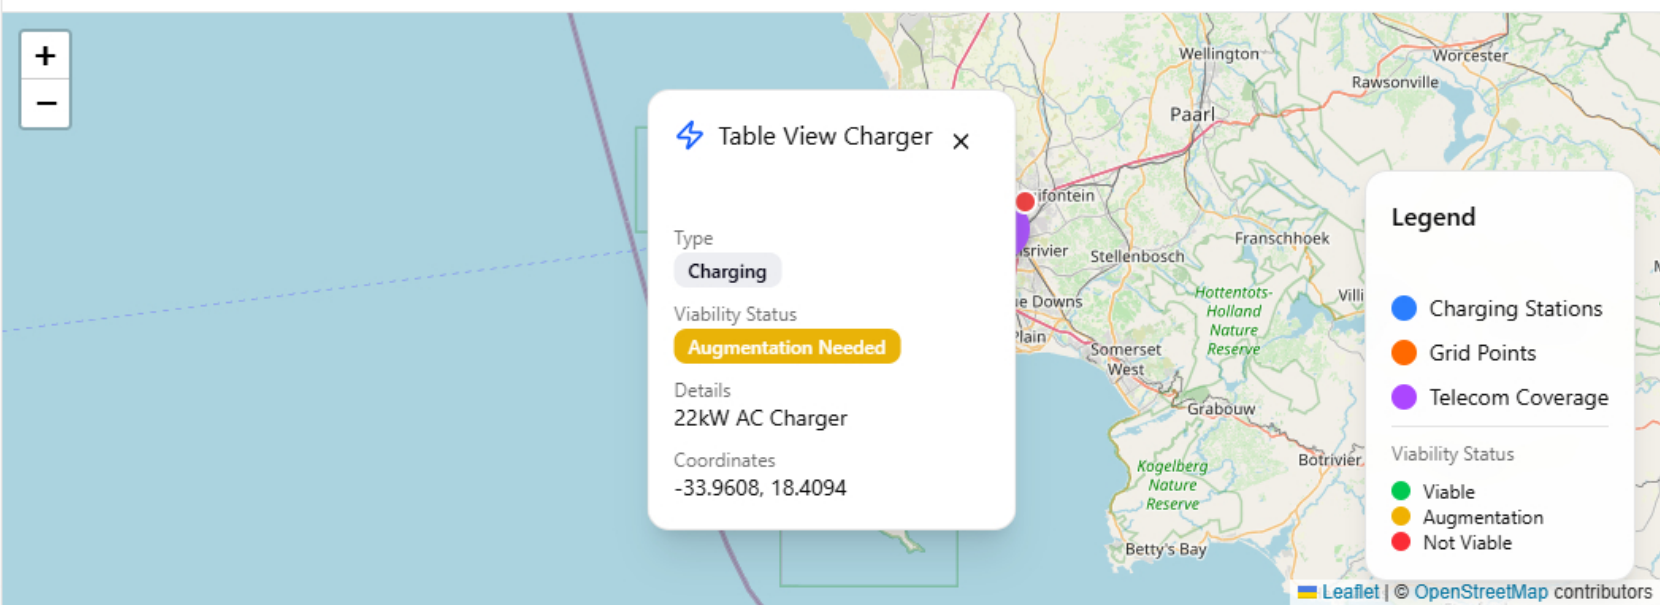 +
−
Wellington
Worcester
Rawsonville
Paarl
Table View Charger
ifontein
Type
Charging
Viability Status
Augmentation Needed
Details
22kW AC Charger
Coordinates
-33.9608, 18.4094
srivier
Stellenbosch
Franschhoek
Hottentots-
Holland
Nature
Reserve
Villi
e Downs
Plain
Somerset
West
Grabouw
Botrivier
Kogelberg
Nature
Reserve
Betty's Bay
Legend
Charging Stations
Grid Points
Telecom Coverage
Viability Status
Viable
Augmentation
Not Viable
Leaflet | © OpenStreetMap contributors